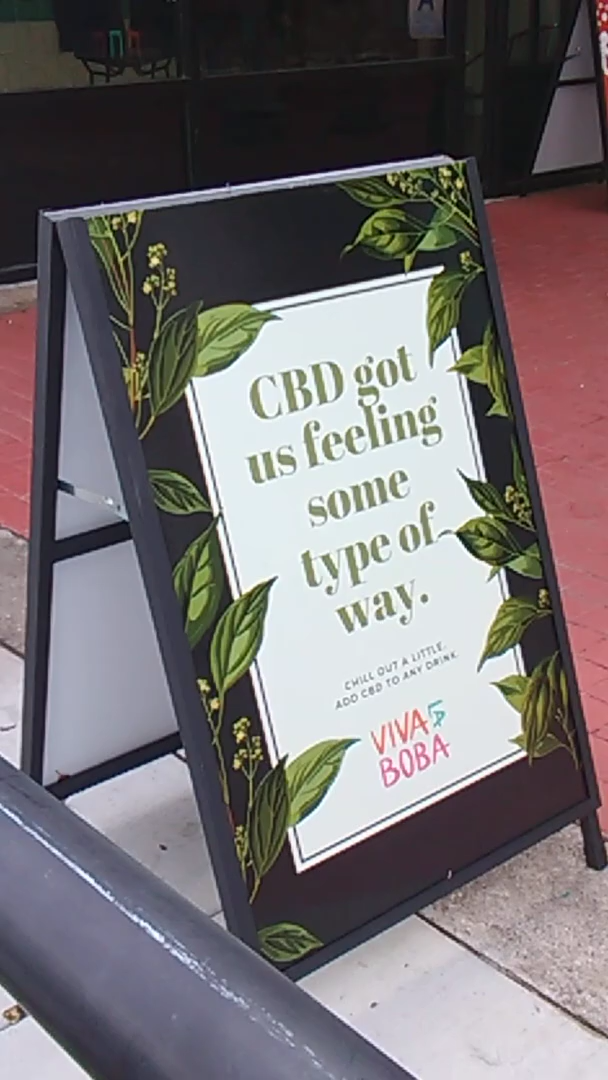 CBD got
us feeling
some
type of
way.
CHILL OUT A LITTLE.
ADD CBD TO ANY DRINK.
VIVA
BOBA
A